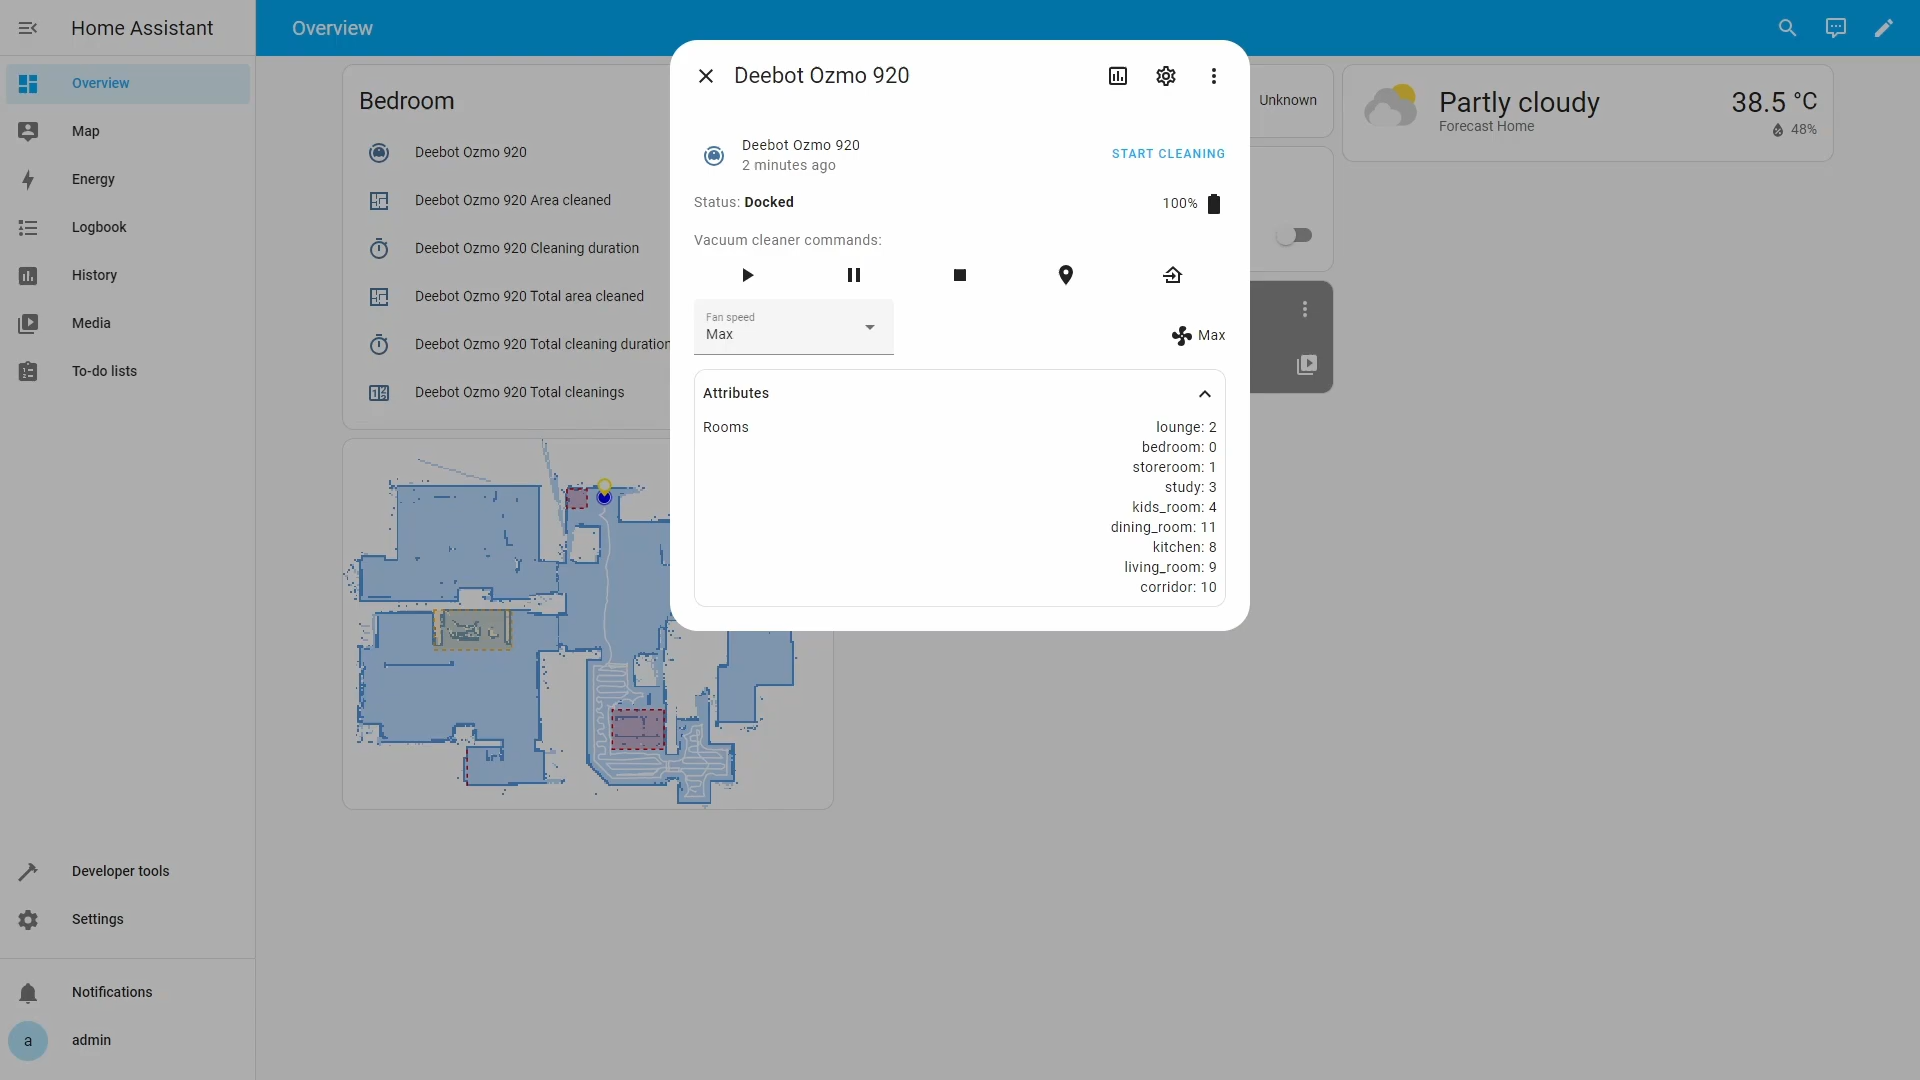 Home Assistant
Overview
Map
Energy
Logbook
History
Media
To-do lists
Developer tools
Settings
Notifications
a
admin
Overview
Bedroom
Deebot Ozmo 920
Deebot Ozmo 920 Area cleaned
Deebot Ozmo 920 Cleaning duration
Deebot Ozmo 920 Total area cleaned
Deebot Ozmo 920 Total cleaning duration
Deebot Ozmo 920 Total cleanings
Deebot Ozmo 920
Deebot Ozmo 920
2 minutes ago
START CLEANING
Status: Docked
100%
Vacuum cleaner commands:
Fan speed
Max
Max
Attributes
Rooms
lounge: 2
bedroom: 0
storeroom: 1
study: 3
kids_room: 4
dining_room: 11
kitchen: 8
living_room: 9
corridor: 10
Unknown
Partly cloudy
Forecast Home
38.5 °C
48%